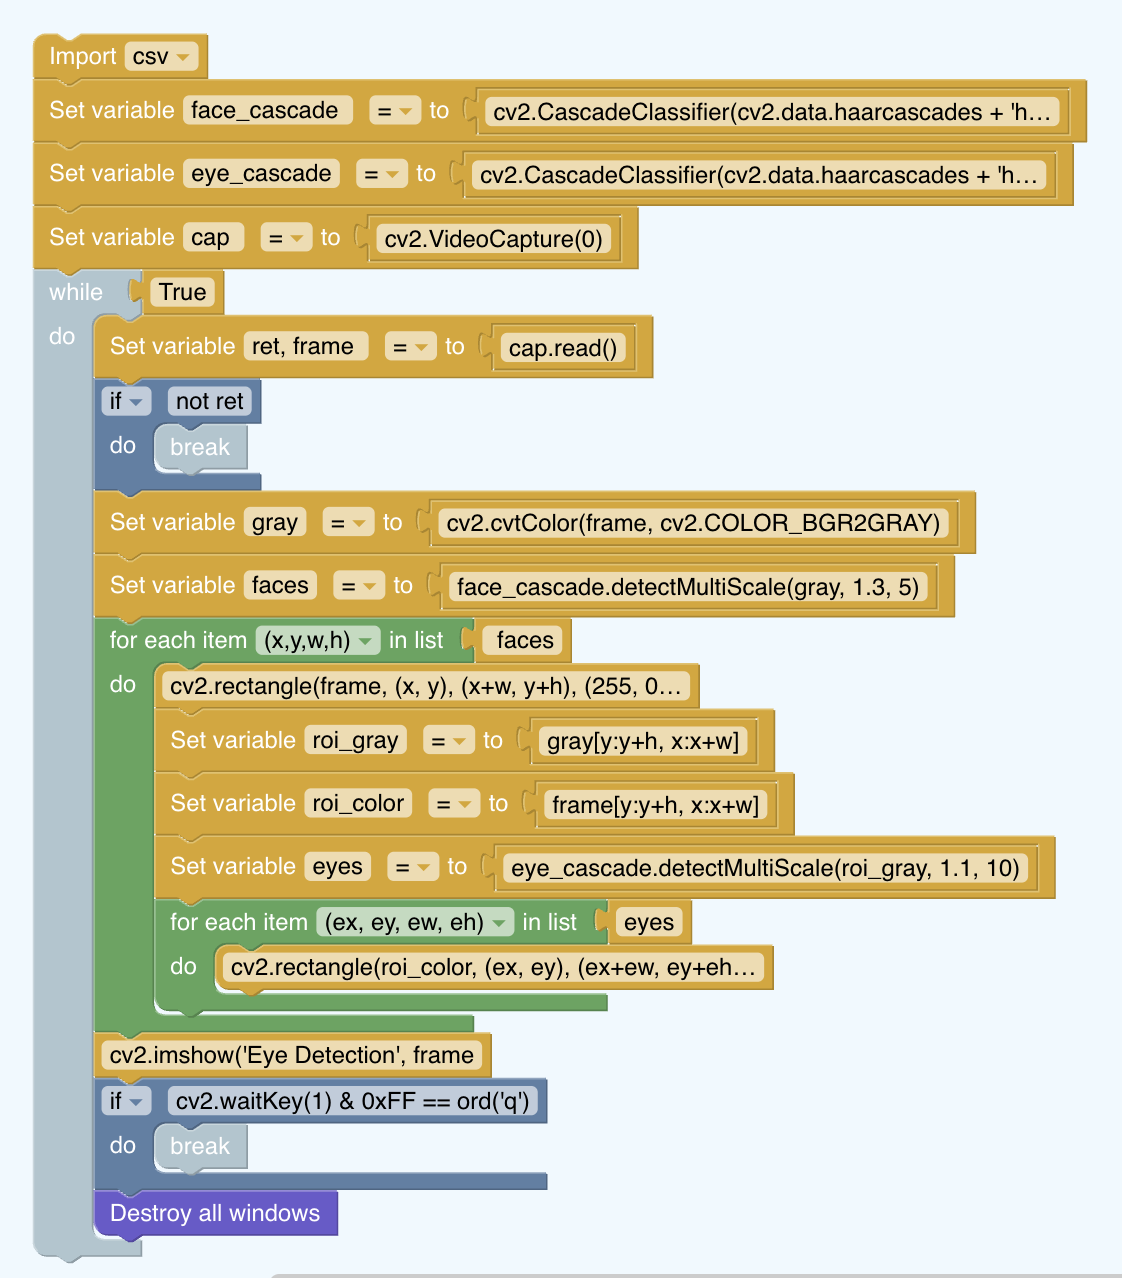 Import csv
Set variable face_cascade = to cv2.CascadeClassifier(cv2.data.haarcascades + 'h...
Set variable eye_cascade = to cv2.CascadeClassifier(cv2.data.haarcascades + 'h...
Set variable cap = to cv2.VideoCapture(0)
while True
do
Set variable ret, frame = to cap.read()
if not ret
do break
Set variable gray = to cv2.cvtColor(frame, cv2.COLOR_BGR2GRAY)
Set variable faces = to face_cascade.detectMultiScale(gray, 1.3, 5)
for each item (x,y,w,h) in list faces
do cv2.rectangle(frame, (x, y), (x+w, y+h), (255, 0...
Set variable roi_gray = to gray[y:y+h, x:x+w]
Set variable roi_color = to frame[y:y+h, x:x+w]
Set variable eyes = to eye_cascade.detectMultiScale(roi_gray, 1.1, 10)
for each item (ex, ey, ew, eh) in list eyes
do cv2.rectangle(roi_color, (ex, ey), (ex+ew, ey+eh...
cv2.imshow('Eye Detection', frame
if cv2.waitKey(1) & 0xFF == ord('q')
do break
Destroy all windows